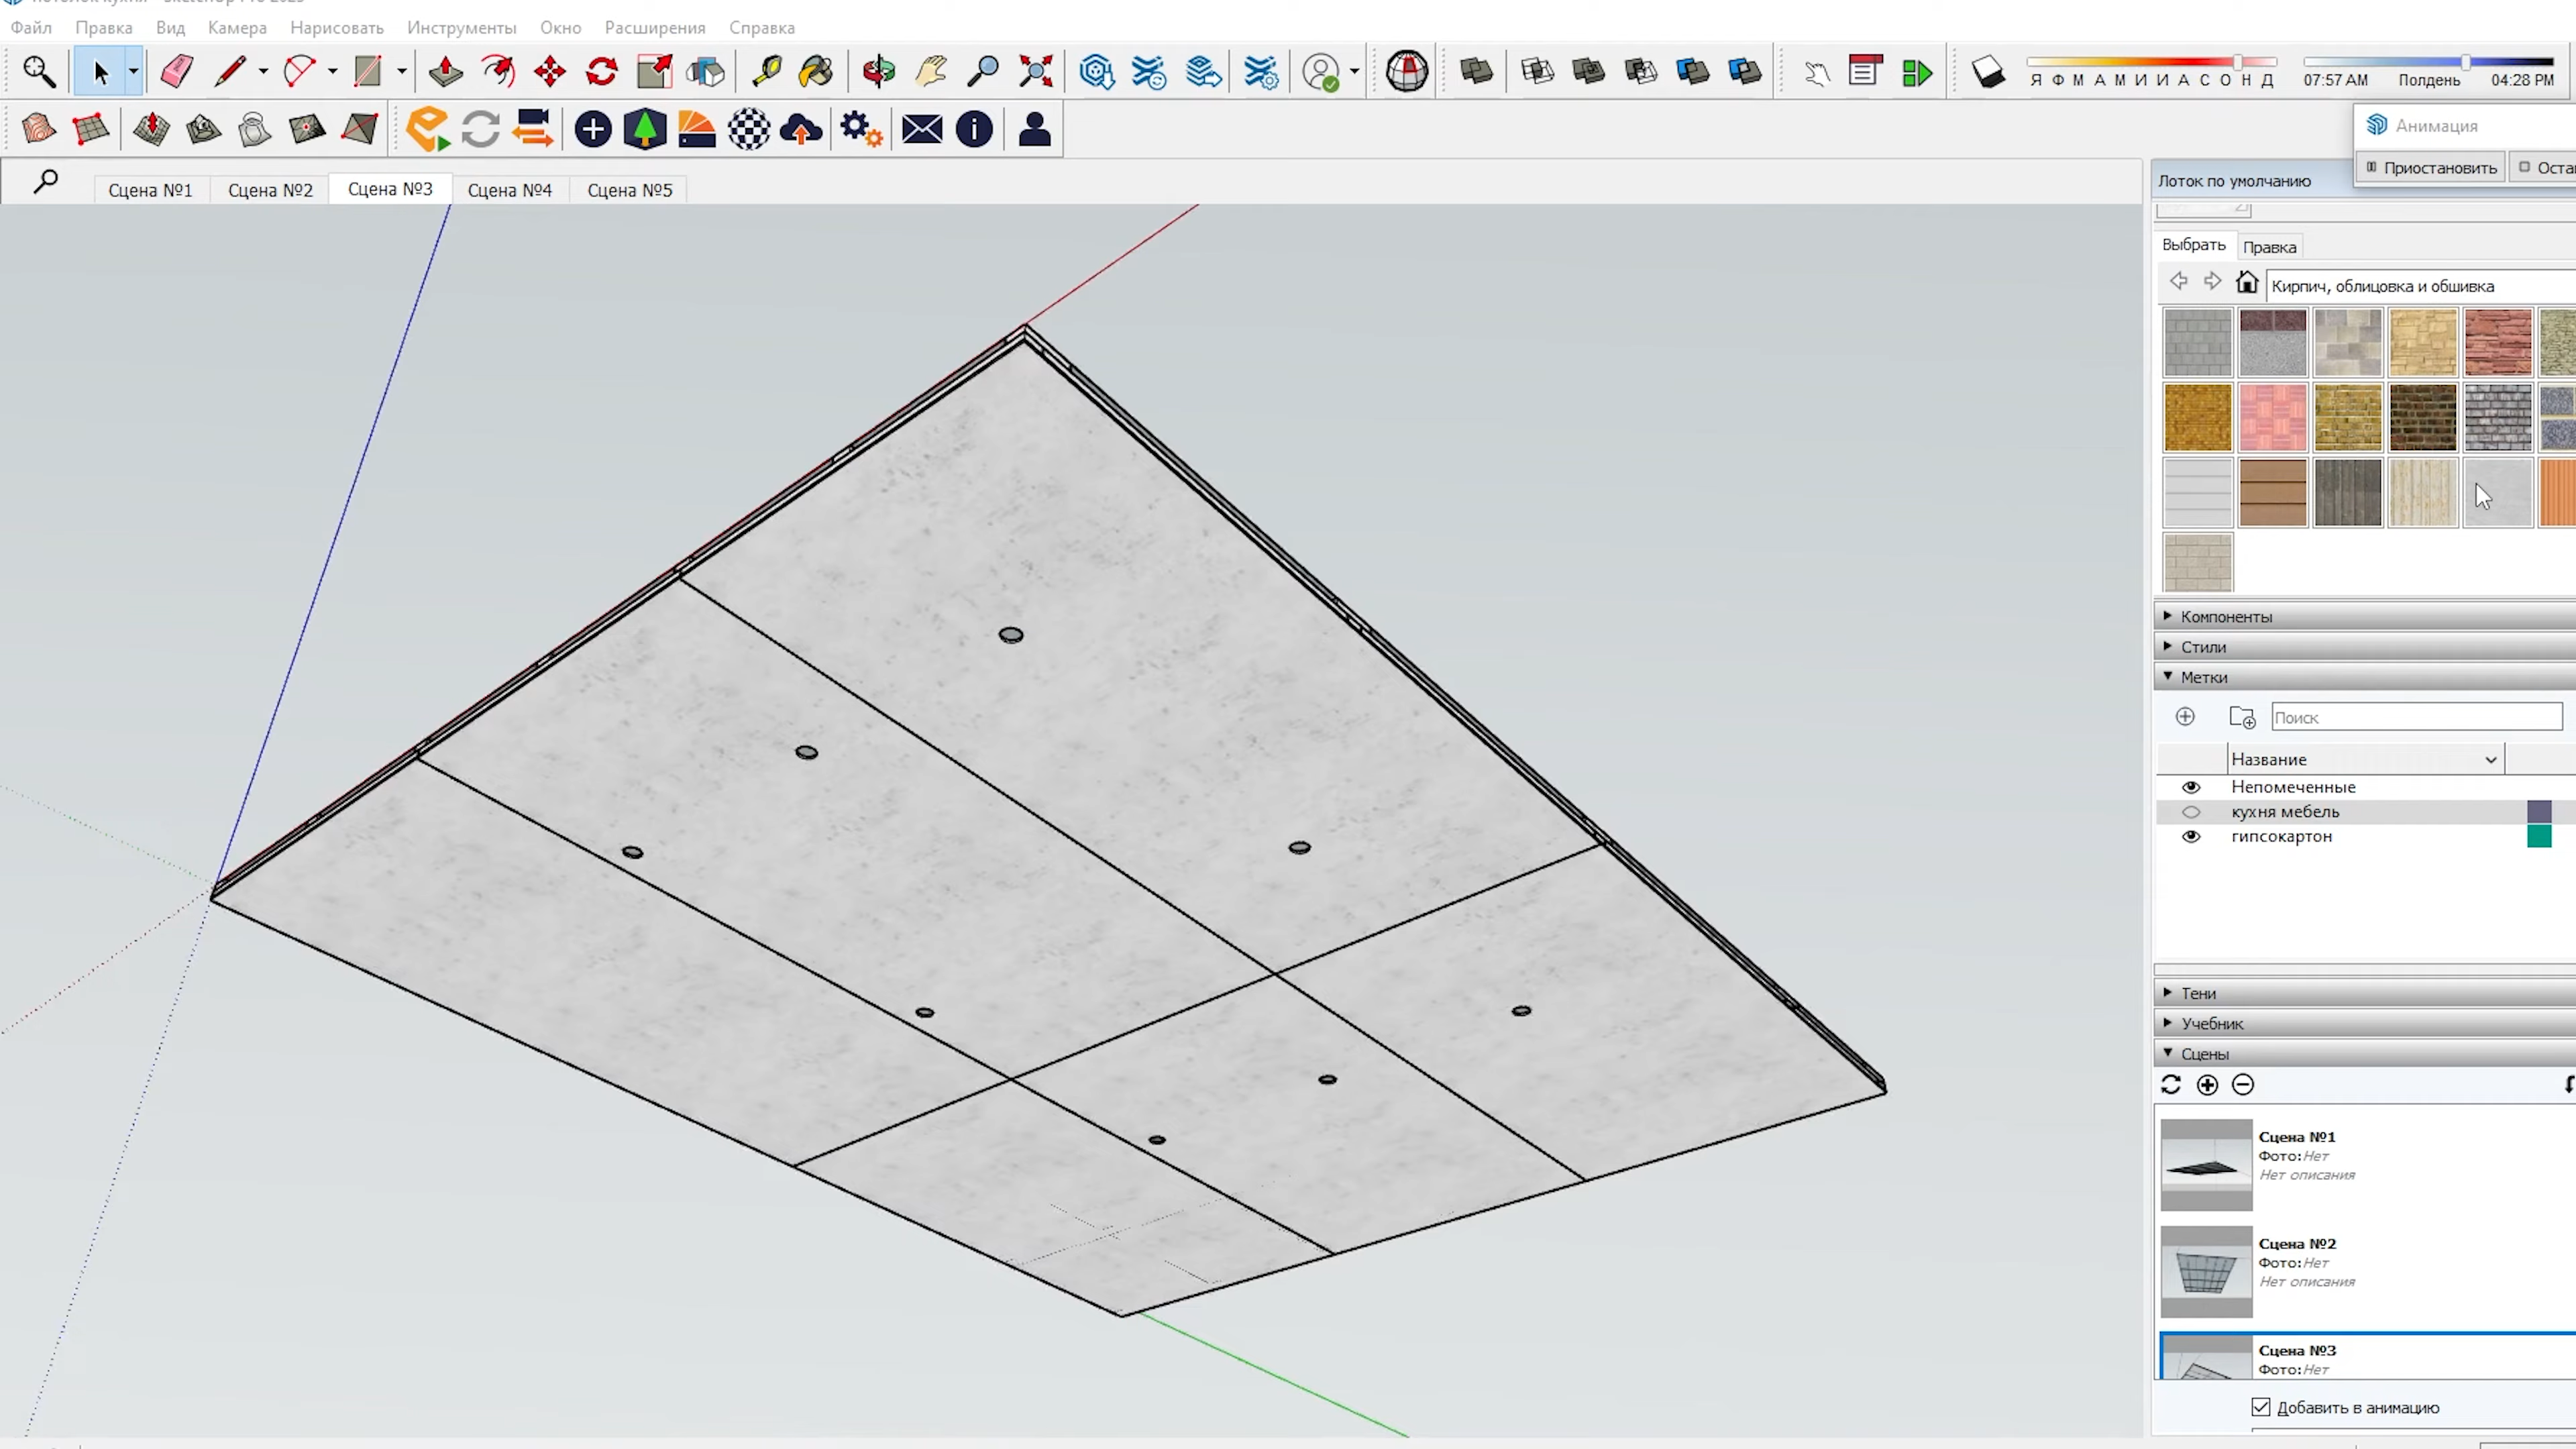 Файл Правка Вид Камера Нарисовать Инструменты Окно Расширения Справка
Я Ф М А М И И А С О Н Д 07:57 AM Полдень 04:28 PM
Анимация
Приостановить
Сцена №1 Сцена №2 Сцена №3 Сцена №4 Сцена №5
Лоток по умолчанию
Выбрать Правка
Кирпич, облицовка и обшивка
Компоненты
Стили
Метки
Поиск
Название
Непомеченные
кухня мебель
гипсокартон
Тени
Учебник
Сцены
Сцена №1
Фото: Нет
Нет описания
Сцена №2
Фото: Нет
Нет описания
Сцена №3
Фото: Нет
Добавить в анимацию